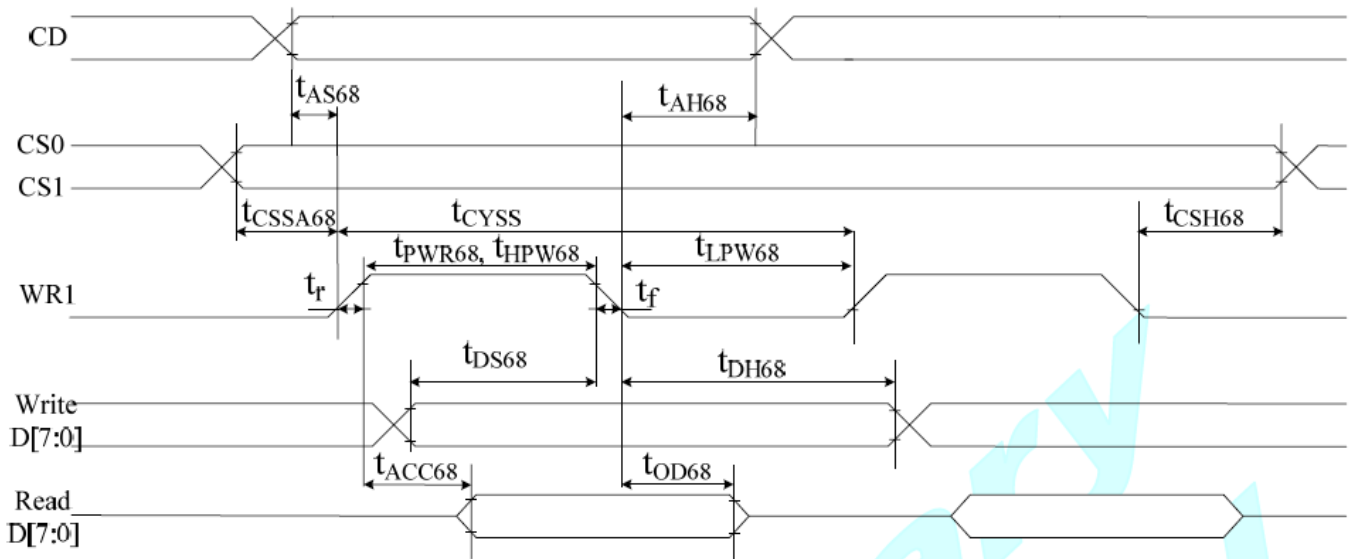 CD
tAS68
tAH68
CS0
CS1
tCSSA68
tCYSS
tCSH68
tPWR68, tHPW68
tLPW68
WR1
tr
tf
tDS68
tDH68
Write
D[7:0]
tACC68
tOD68
Read
D[7:0]